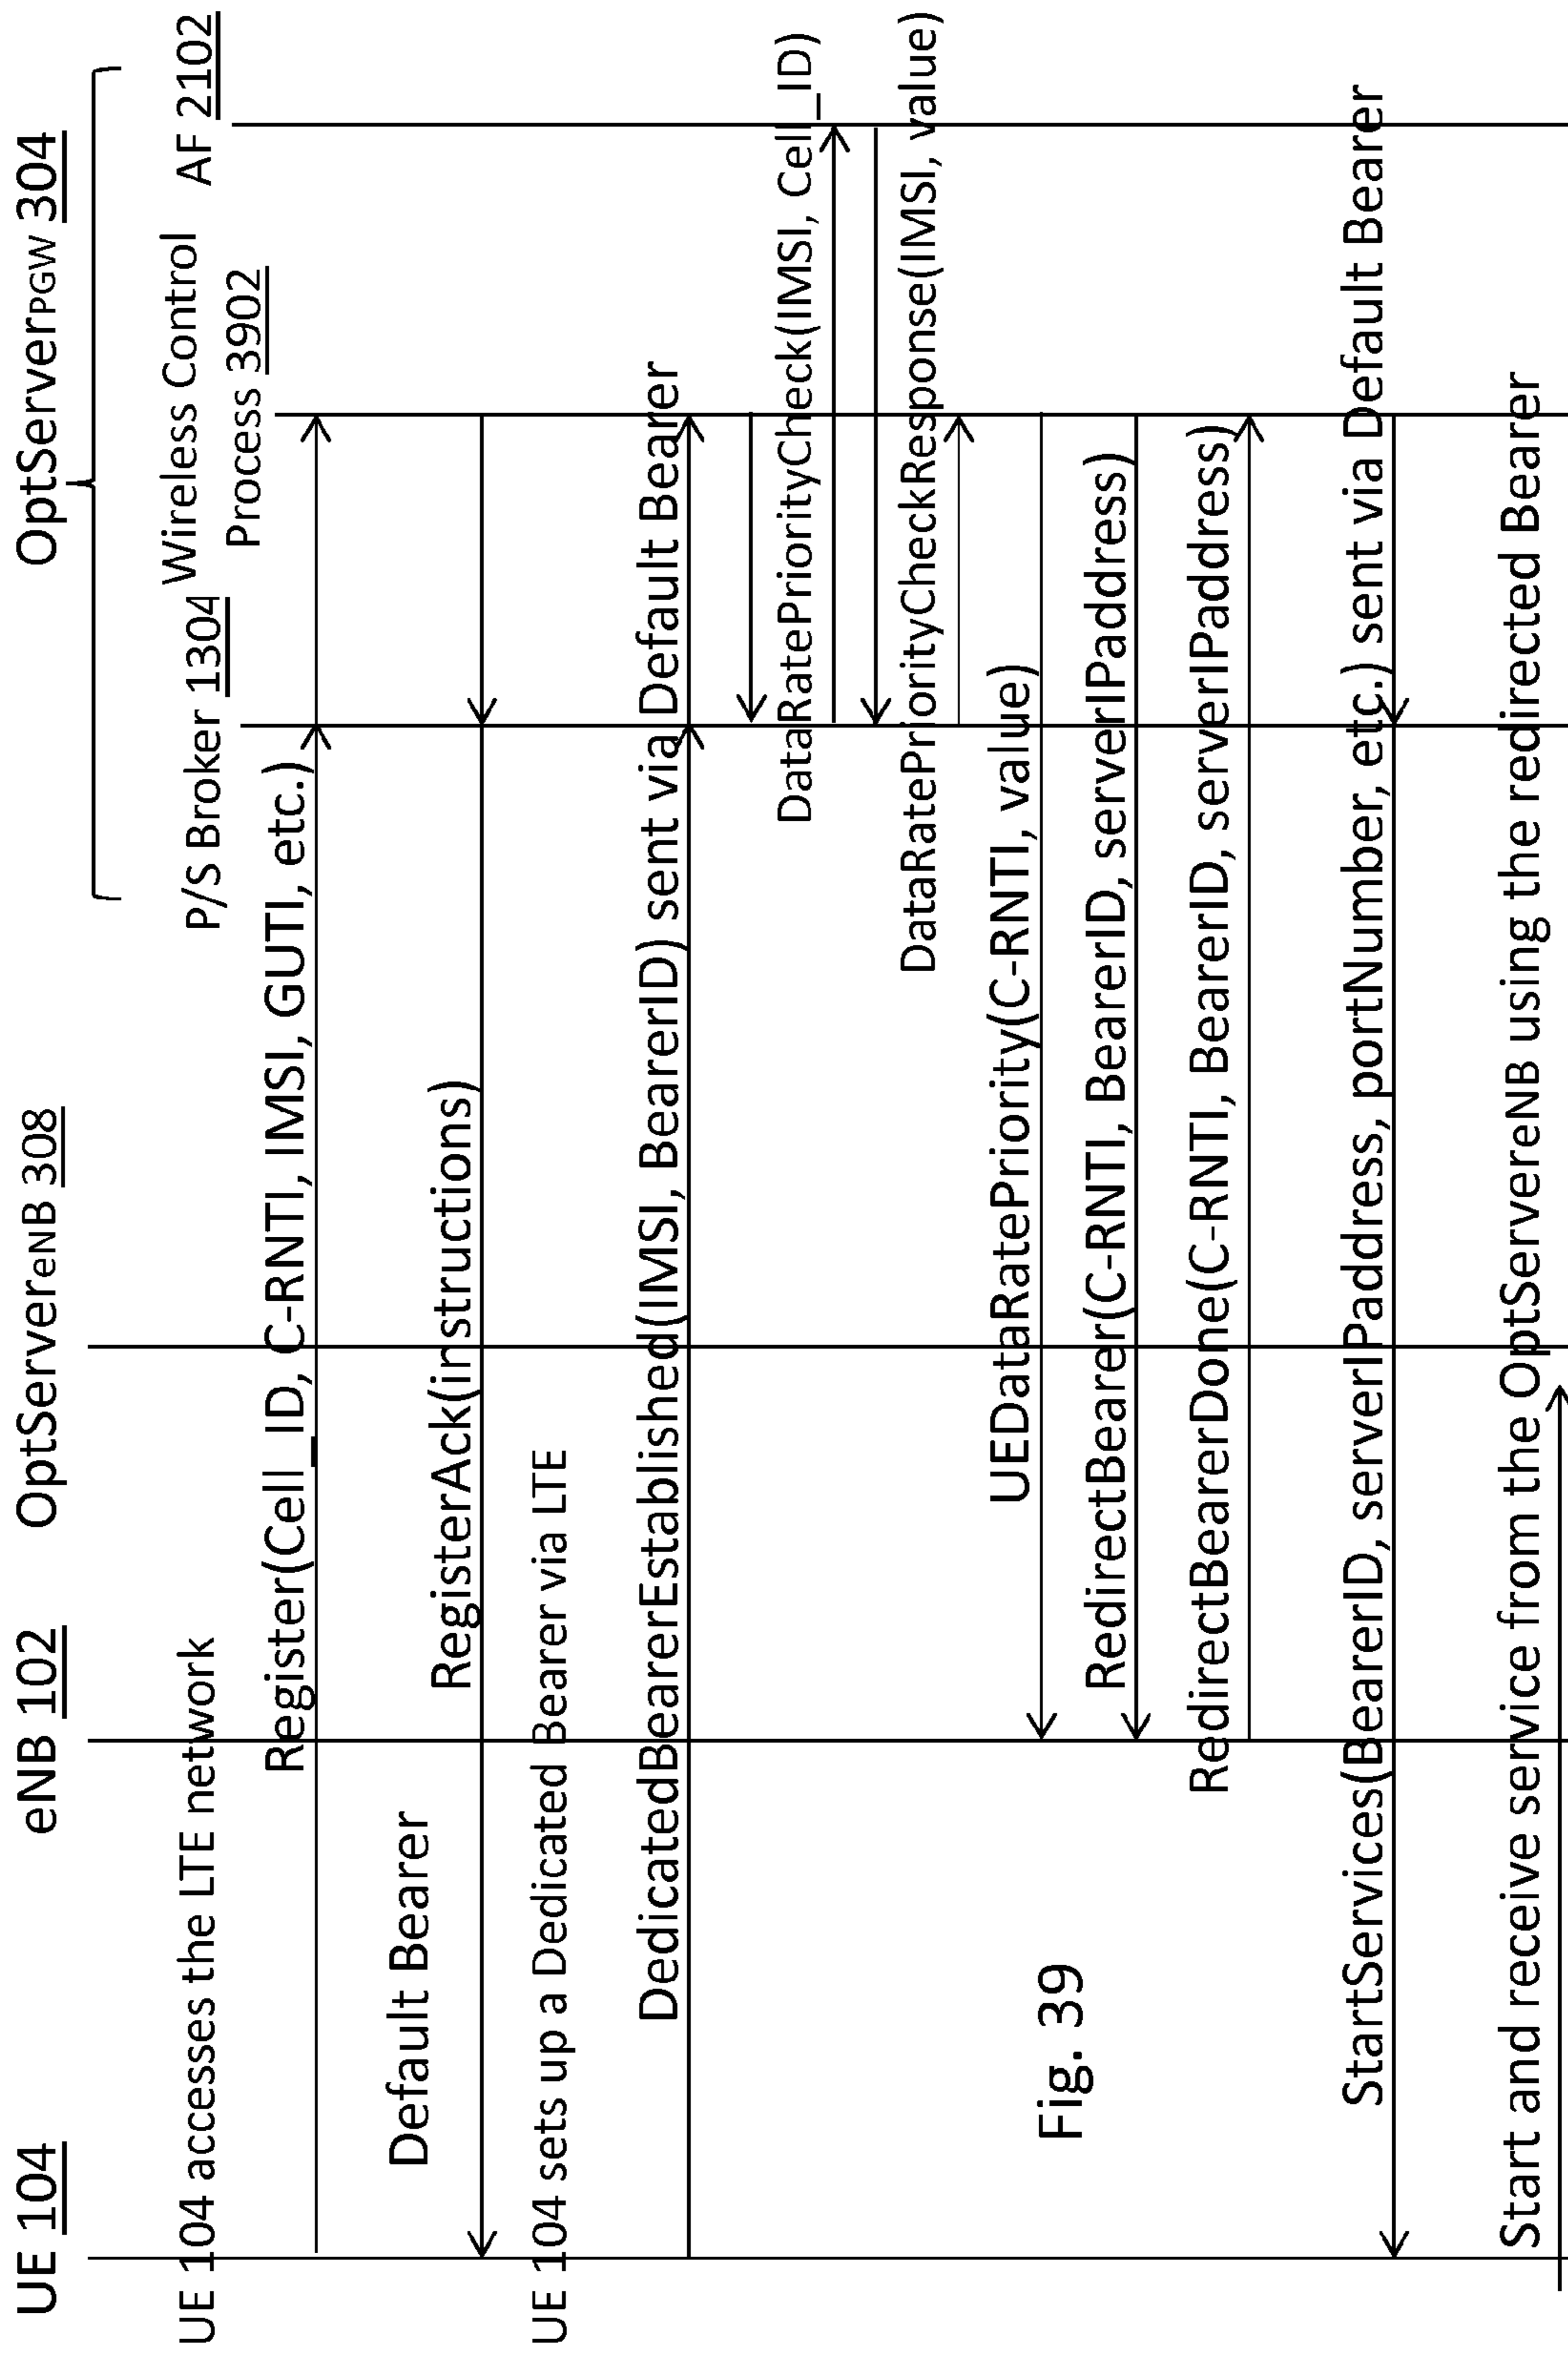 UE 104
eNB 102
OptServereNB 308
OptServerPGW 304
P/S Broker 1304
Wireless Control
Process 3902
AF 2102
UE 104 accesses the LTE network
Register(Cell_ID, C-RNTI, IMSI, GUTI, etc.)
Default Bearer
RegisterAck(instructions)
UE 104 sets up a Dedicated Bearer via LTE
DedicatedBearerEstablished(IMSI, BearerID) sent via Default Bearer
DataRatePriorityCheck(IMSI, Cell_ID)
DataRatePriorityCheckResponse(IMSI, value)
UEDataRatePriority(C-RNTI, value)
RedirectBearer(C-RNTI, BearerID, serverIPaddress)
RedirectBearerDone(C-RNTI, BearerID, serverIPaddress)
Fig. 39
StartServices(BearerID, serverIPaddress, portNumber, etc.) sent via Default Bearer
Start and receive service from the OptServereNB using the redirected Bearer